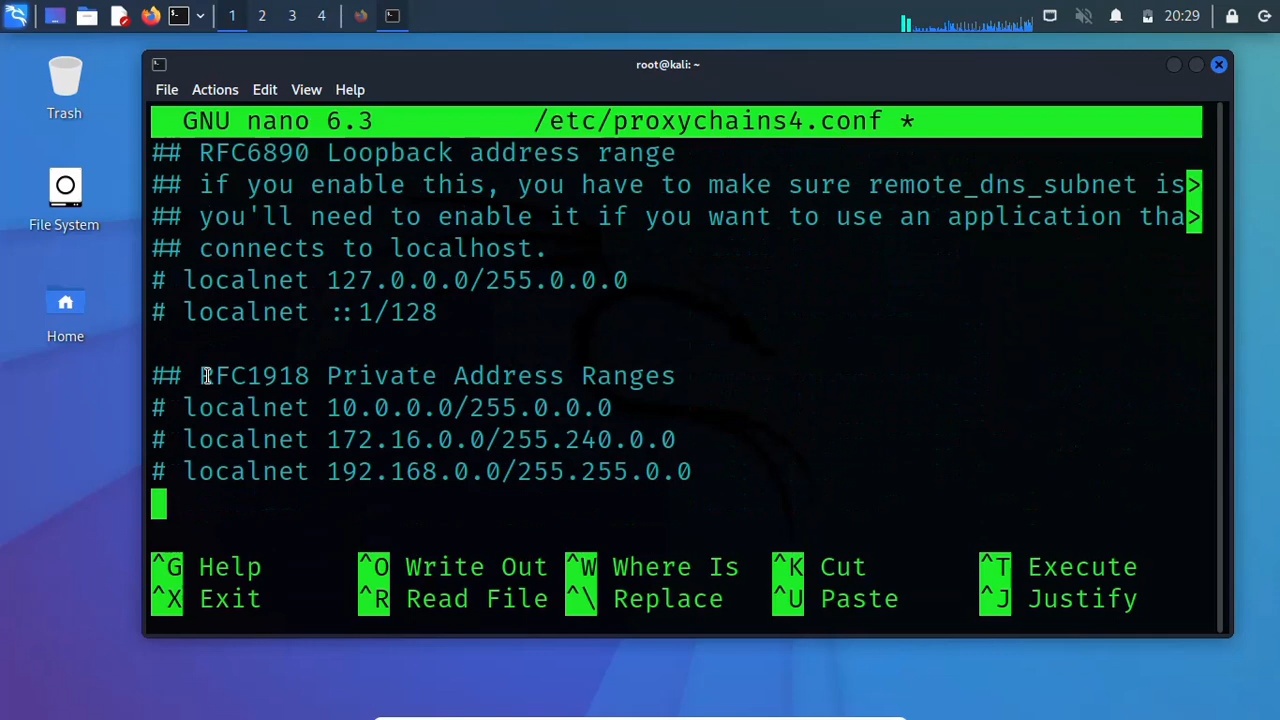 1 2 3 4 20:29
Trash
File System
Home
root@kali: ~
File Actions Edit View Help
GNU nano 6.3 /etc/proxychains4.conf *
## RFC6890 Loopback address range
## if you enable this, you have to make sure remote_dns_subnet is>
## you'll need to enable it if you want to use an application tha>
## connects to localhost.
# localnet 127.0.0.0/255.0.0.0
# localnet ::1/128
## RFC1918 Private Address Ranges
# localnet 10.0.0.0/255.0.0.0
# localnet 172.16.0.0/255.240.0.0
# localnet 192.168.0.0/255.255.0.0
^G Help ^O Write Out ^W Where Is ^K Cut ^T Execute
^X Exit ^R Read File ^\ Replace ^U Paste ^J Justify